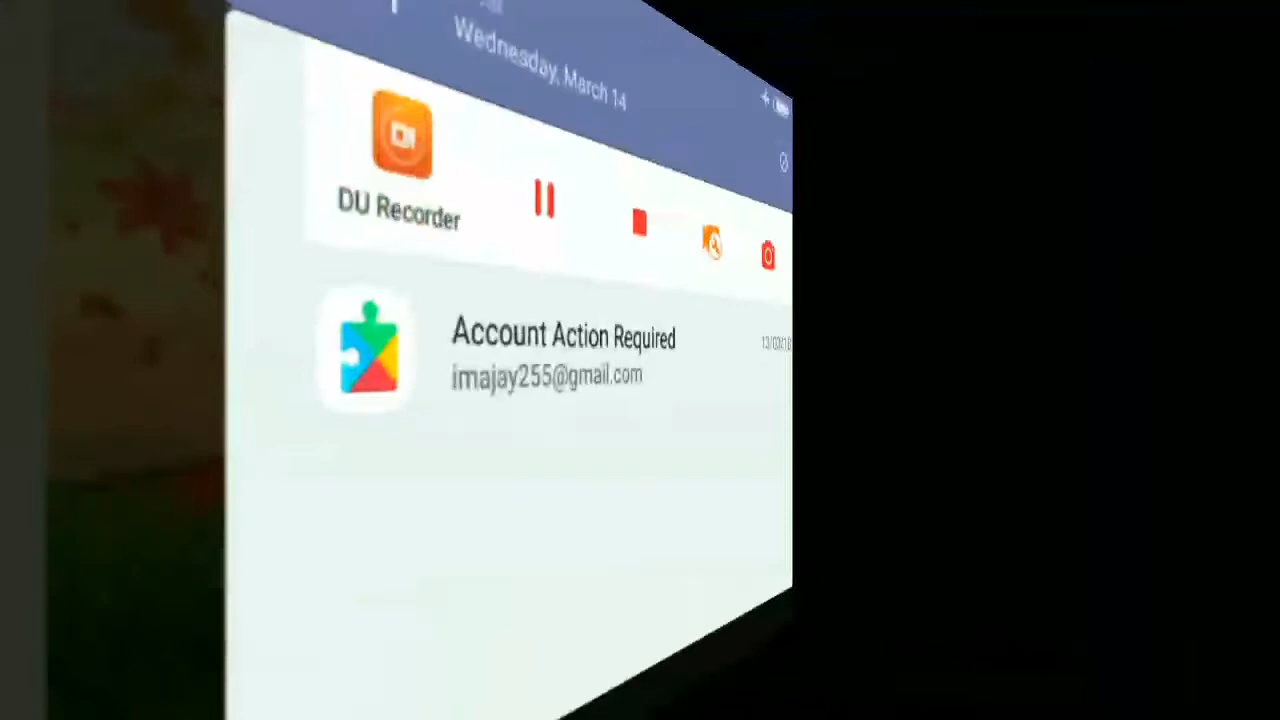 Wednesday, March 14
DU Recorder
Account Action Required
imajay255@gmail.com